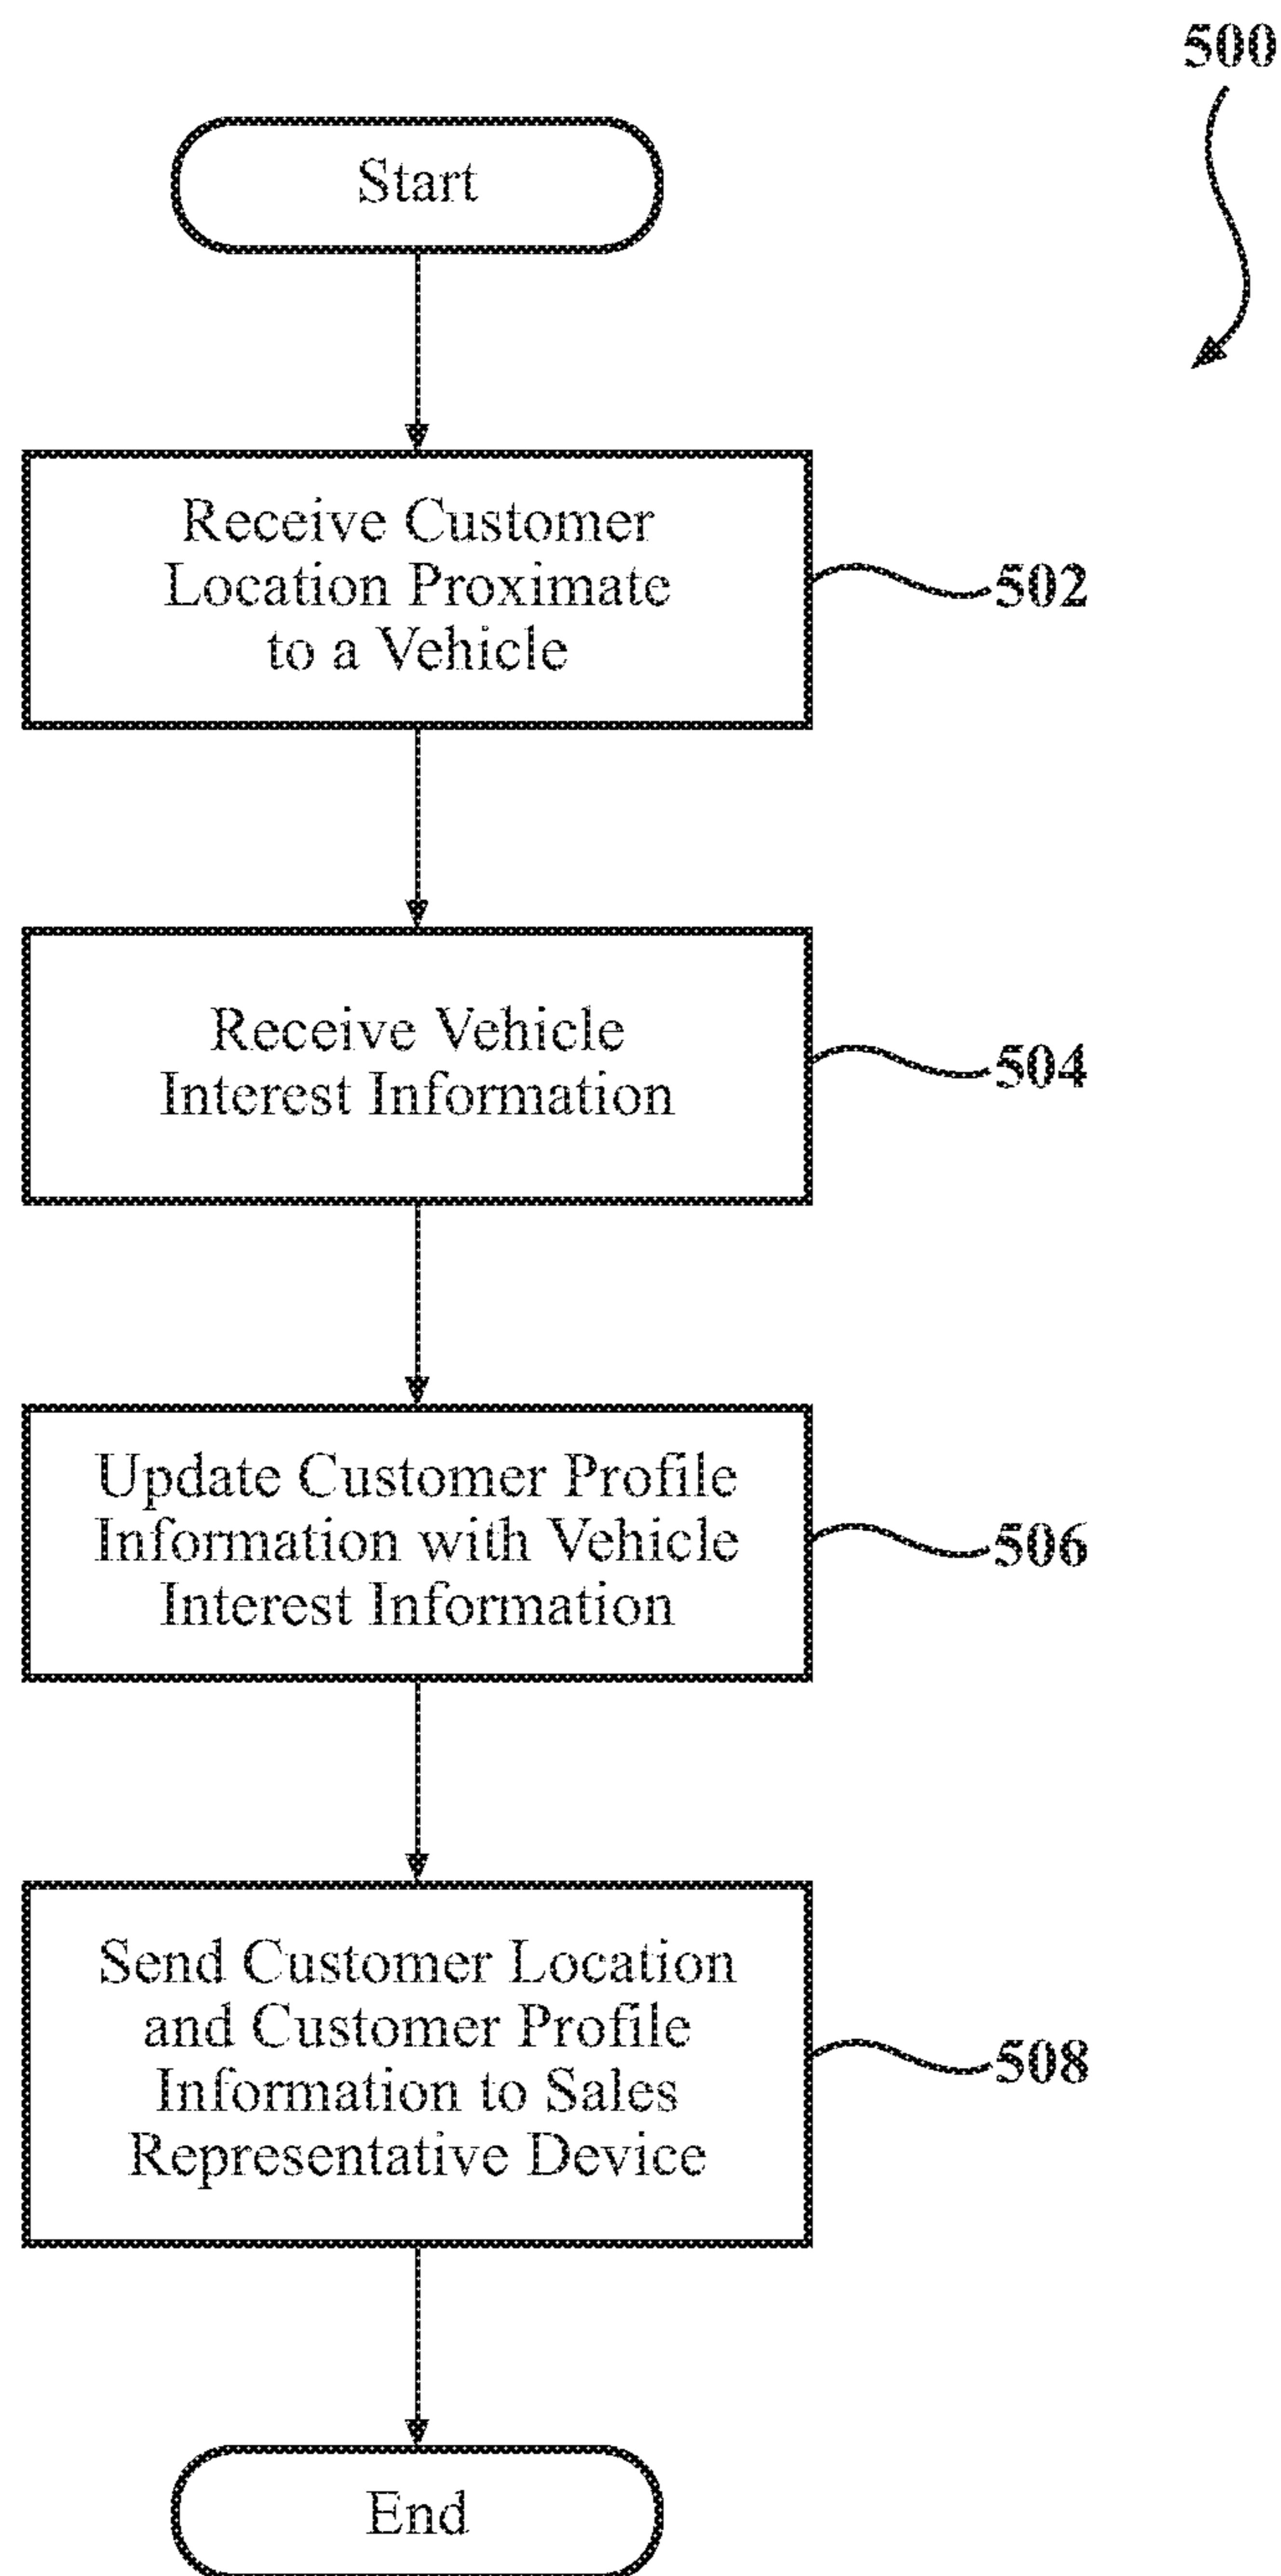 500
Start
Receive Customer
Location Proximate
to a Vehicle
502
Receive Vehicle
Interest Information
504
Update Customer Profile
Information with Vehicle
Interest Information
506
Send Customer Location
and Customer Profile
Information to Sales
Representative Device
508
End